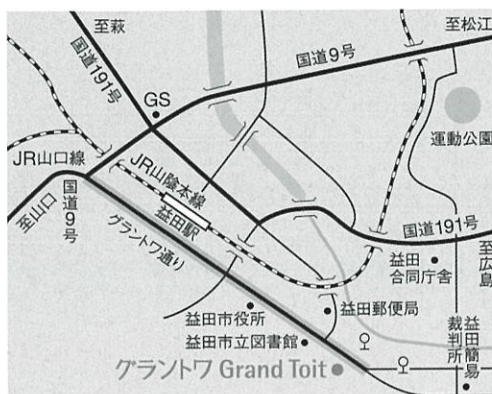 至萩
国道191号
国道9号
至松江
GS
運動公園
JR山口線
JR山陰本線
益田駅
国道9号
至山口
グラントワ通り
国道191号
至広島
益田
合同庁舎
益田市役所
益田郵便局
益田市立図書館
益田簡易
裁判所
グラントワ Grand Toit